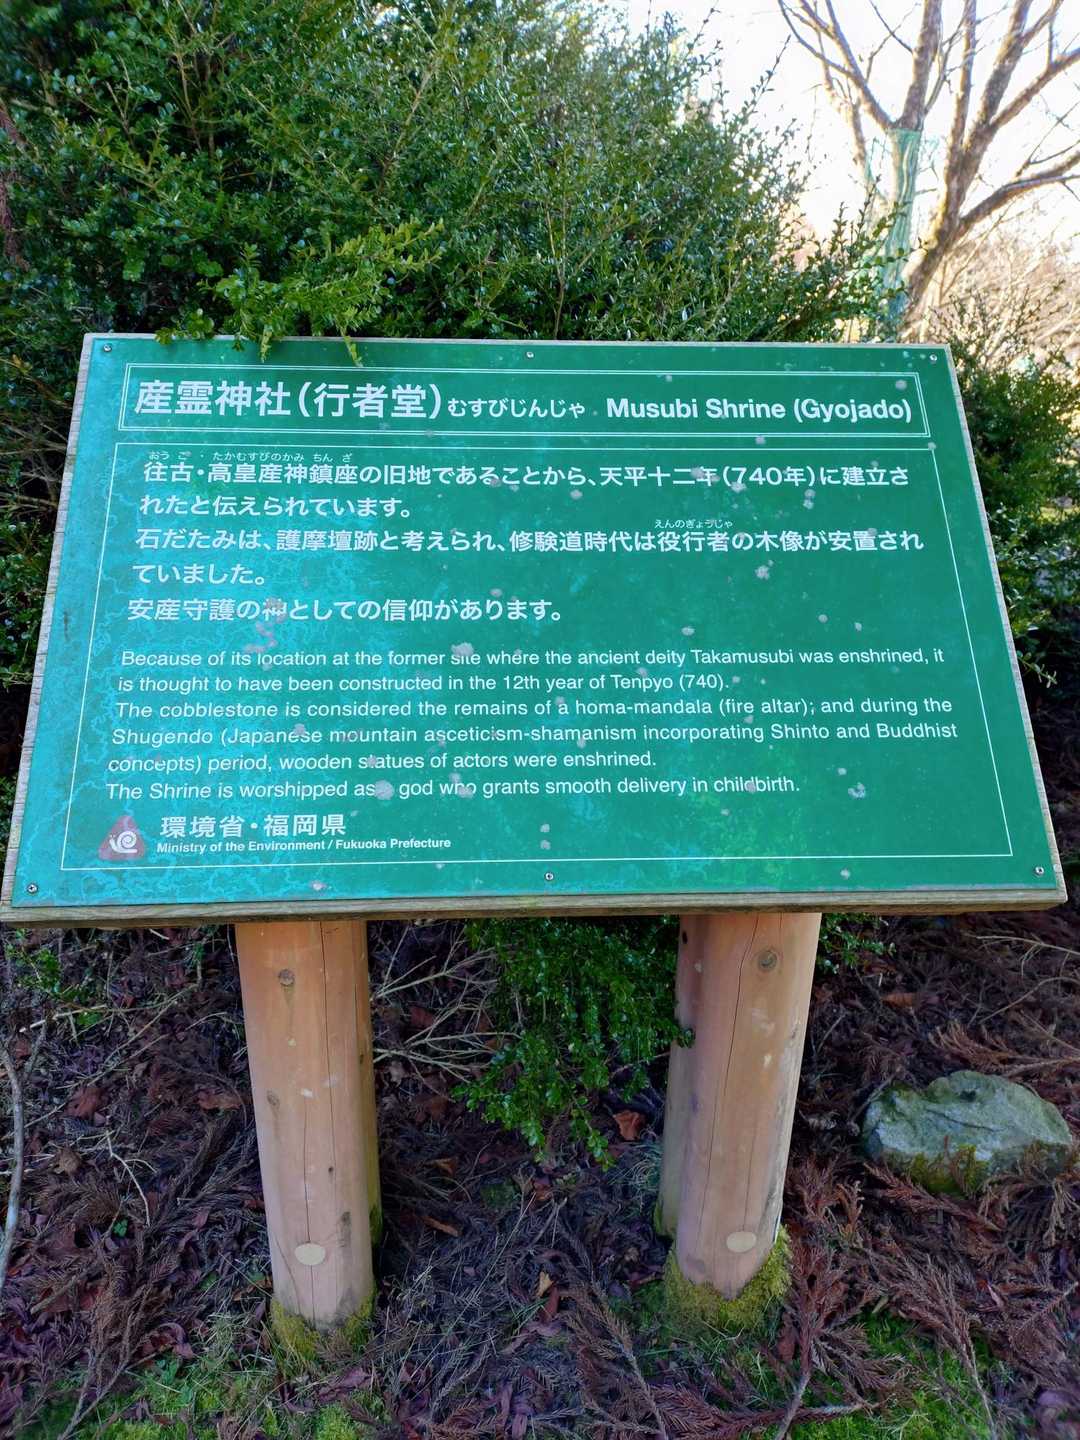 産霊神社（行者堂）むすびじんじゃ Musubi Shrine (Gyojado)
おうご・たかむすびのかみ ちんざ
往古・高皇産神鎮座の旧地であることから、天平十二年（740年）に建立さ
れたと伝えられています。
えんのぎょうじゃ
石だたみは、護摩壇跡と考えられ、修験道時代は役行者の木像が安置され
ていました。
安産守護の神としての信仰があります。
Because of its location at the former site where the ancient deity Takamusubi was enshrined, it
is thought to have been constructed in the 12th year of Tenpyo (740).
The cobblestone is considered the remains of a homa-mandala (fire altar); and during the
Shugendo (Japanese mountain asceticism-shamanism incorporating Shinto and Buddhist
concepts) period, wooden statues of actors were enshrined.
The Shrine is worshipped as a god who grants smooth delivery in childbirth.
環境省・福岡県
Ministry of the Environment / Fukuoka Prefecture